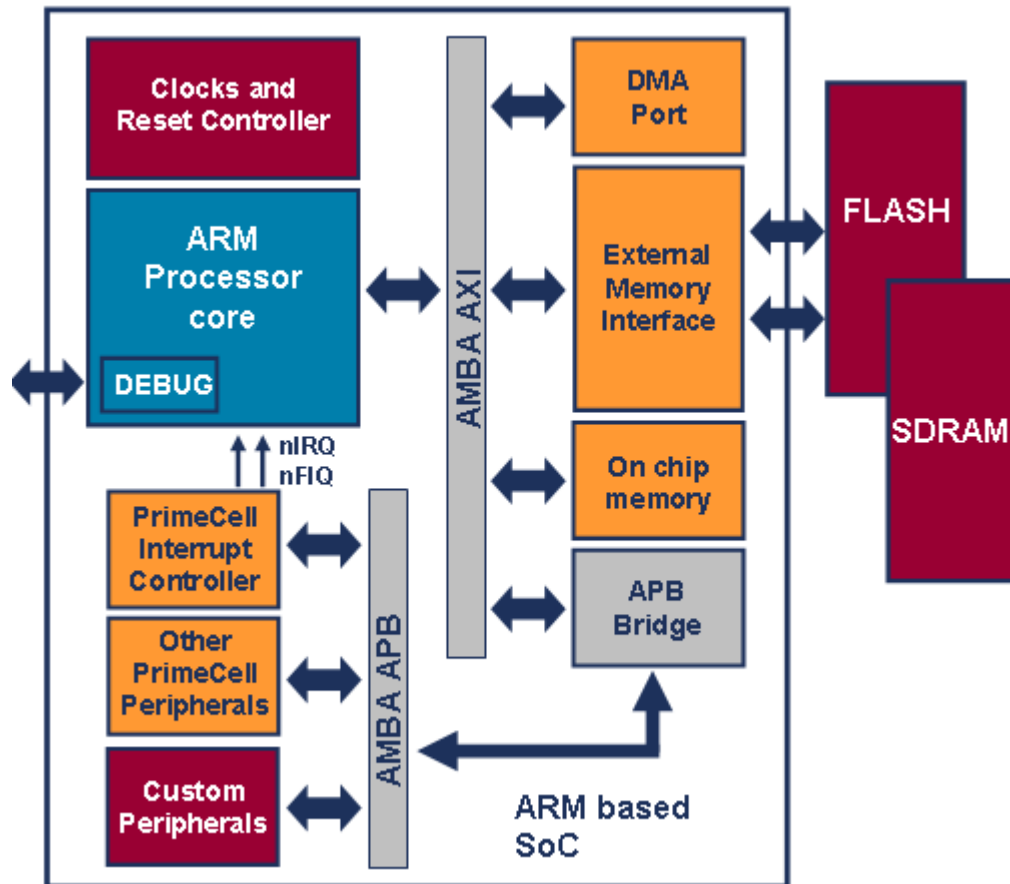 Clocks and
Reset Controller
ARM
Processor
core
DEBUG
nIRQ
nFIQ
PrimeCell
Interrupt
Controller
Other
PrimeCell
Peripherals
Custom
Peripherals
AMBA APB
AMBA AXI
DMA
Port
External
Memory
Interface
On chip
memory
APB
Bridge
ARM based
SoC
FLASH
SDRAM